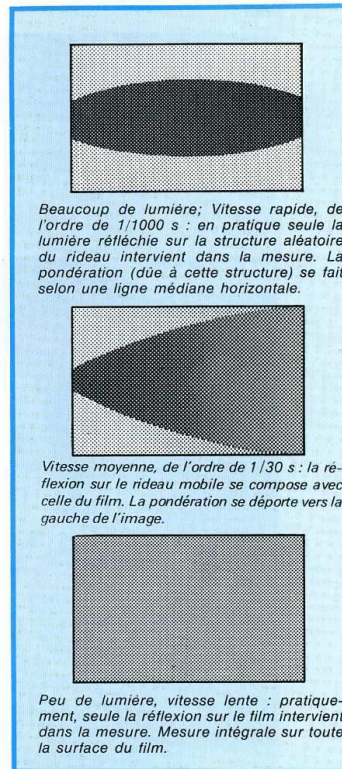 Beaucoup de lumière; Vitesse rapide, de
l'ordre de 1/1000 s : en pratique seule la
lumière réfléchie sur la structure aléatoire
du rideau intervient dans la mesure. La
pondération (dûe à cette structure) se fait
selon une ligne médiane horizontale.
Vitesse moyenne, de l'ordre de 1/30 s : la ré-
flexion sur le rideau mobile se compose avec
celle du film. La pondération se déporte vers la
gauche de l'image.
Peu de lumière, vitesse lente : pratique-
ment, seule la réflexion sur le film intervient
dans la mesure. Mesure intégrale sur toute
la surface du film.